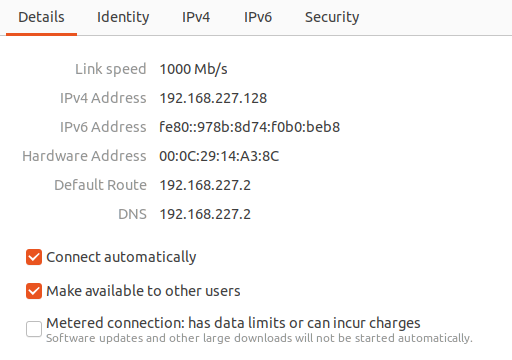 Details Identity IPv4 IPv6 Security
Link speed 1000 Mb/s
IPv4 Address 192.168.227.128
IPv6 Address fe80::978b:8d74:f0b0:beb8
Hardware Address 00:0C:29:14:A3:8C
Default Route 192.168.227.2
DNS 192.168.227.2
Connect automatically
Make available to other users
Metered connection: has data limits or can incur charges
Software updates and other large downloads will not be started automatically.